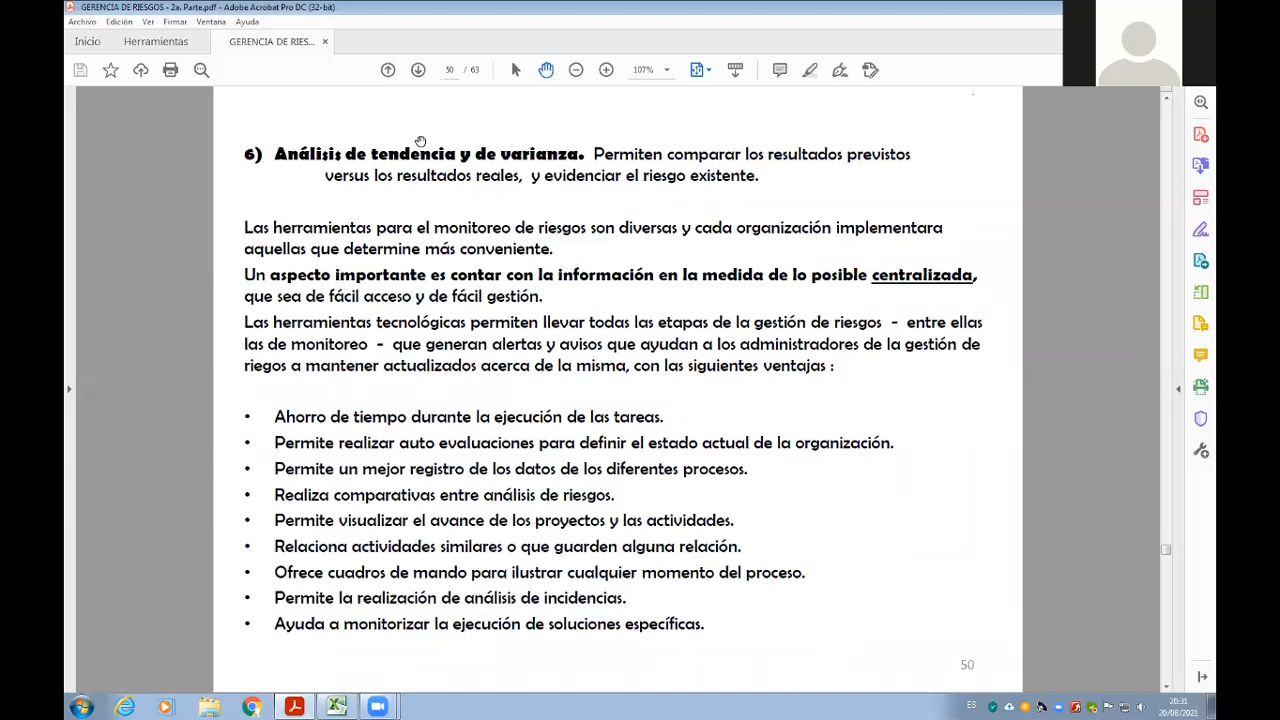 GERENCIA DE RIESGOS - 2a. Parte.pdf - Adobe Acrobat Pro DC (32-bit)
Archivo Edición Ver Firmar Ventana Ayuda
Inicio Herramientas GERENCIA DE RIES... ×
50 / 63 107%
6) Análisis de tendencia y de varianza. Permiten comparar los resultados previstos
versus los resultados reales, y evidenciar el riesgo existente.
Las herramientas para el monitoreo de riesgos son diversas y cada organización implementara
aquellas que determine más conveniente.
Un aspecto importante es contar con la información en la medida de lo posible centralizada,
que sea de fácil acceso y de fácil gestión.
Las herramientas tecnológicas permiten llevar todas las etapas de la gestión de riesgos - entre ellas
las de monitoreo - que generan alertas y avisos que ayudan a los administradores de la gestión de
riegos a mantener actualizados acerca de la misma, con las siguientes ventajas :
• Ahorro de tiempo durante la ejecución de las tareas.
• Permite realizar auto evaluaciones para definir el estado actual de la organización.
• Permite un mejor registro de los datos de los diferentes procesos.
• Realiza comparativas entre análisis de riesgos.
• Permite visualizar el avance de los proyectos y las actividades.
• Relaciona actividades similares o que guarden alguna relación.
• Ofrece cuadros de mando para ilustrar cualquier momento del proceso.
• Permite la realización de análisis de incidencias.
• Ayuda a monitorizar la ejecución de soluciones específicas.
50
ES 20:31
20/08/2021